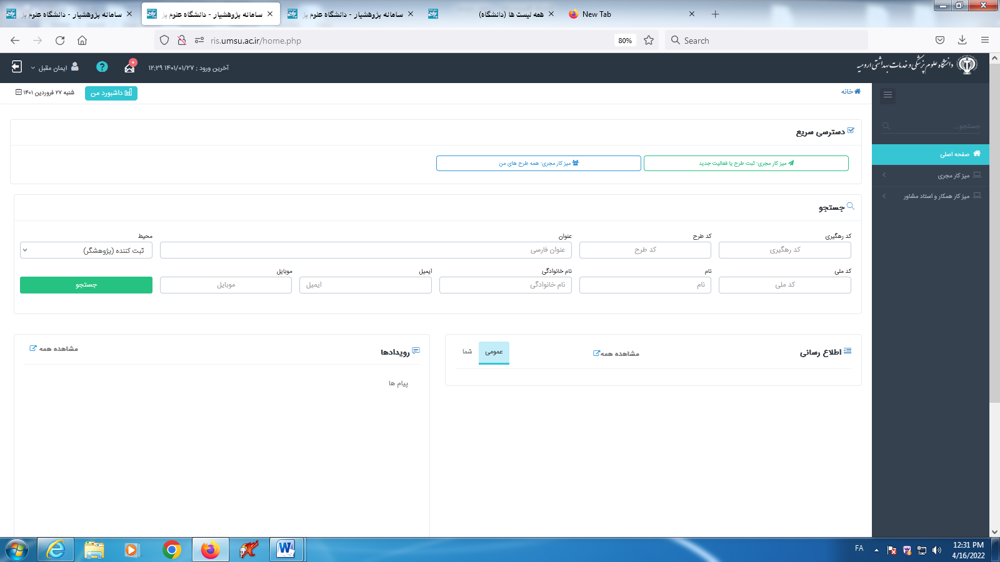 سامانه پژوهشیار - دانشگاه علوم پز
سامانه پژوهشیار - دانشگاه علوم پز
سامانه پژوهشیار - دانشگاه علوم پز
همه لیست ها (دانشگاه)
New Tab
ris.umsu.ac.ir/home.php
80%
Search
دانشگاه علوم پزشکی و خدمات بهداشتی ارومیه
آخرین ورود : ۱۴۰۱/۰۱/۲۷ ۱۲:۲۹
ایمان مقبل
خانه
داشبورد من
شنبه ۲۷ فروردین ۱۴۰۱
جستجو...
صفحه اصلی
میز کار مجری
میز کار همکار و استاد مشاور
دسترسی سریع
میز کار مجری- ثبت طرح یا فعالیت جدید
میز کار مجری- همه طرح های من
جستجو
کد رهگیری
کد طرح
عنوان
محیط
کد رهگیری
کد طرح
عنوان فارسی
ثبت کننده (پژوهشگر)
کد ملی
نام
نام خانوادگی
ایمیل
موبایل
کد ملی
نام
نام خانوادگی
ایمیل
موبایل
جستجو
اطلاع رسانی
مشاهده همه
عمومی
شما
رویدادها
مشاهده همه
پیام ها
FA
12:31 PM
4/16/2022